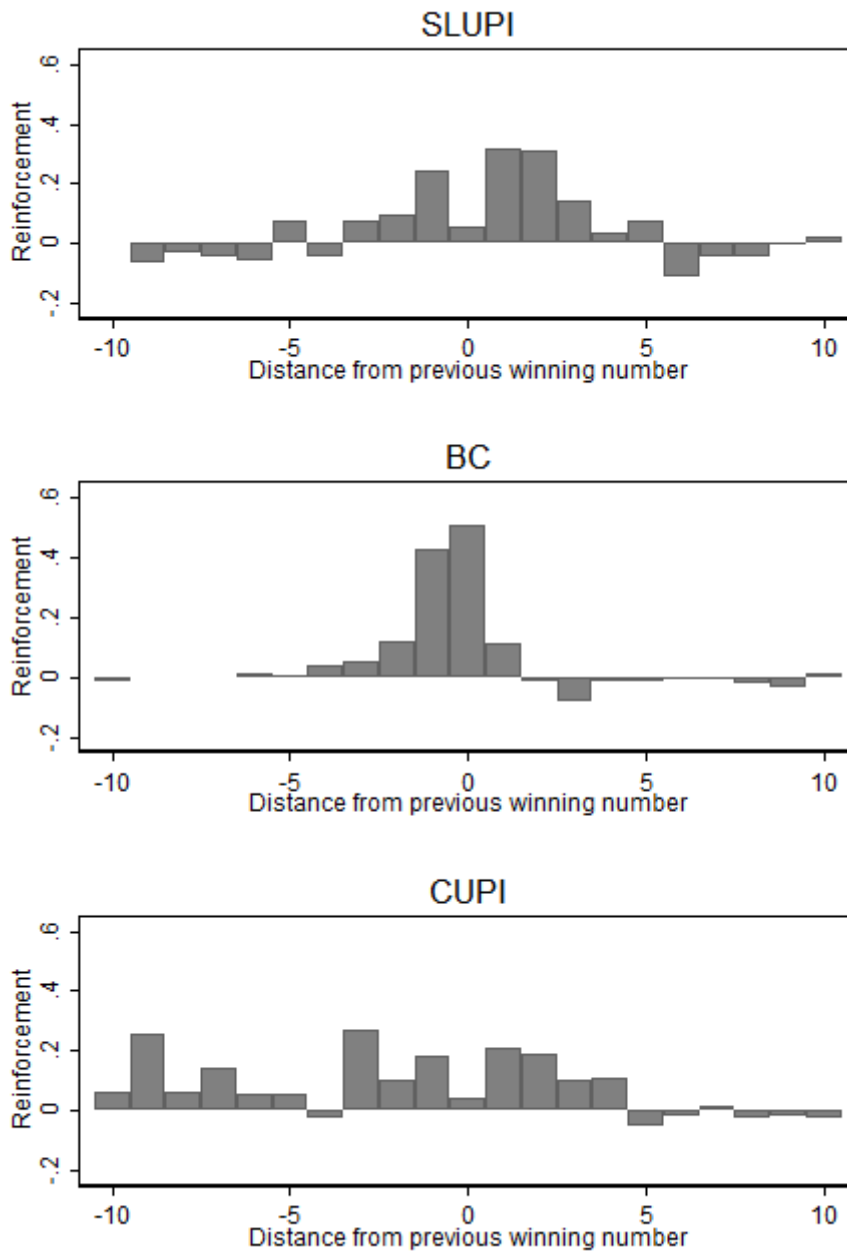 SLUPI
Reinforcement
.6
.4
.2
0
-.2
-10 -5 0 5 10
Distance from previous winning number
BC
Reinforcement
.6
.4
.2
0
-.2
-10 -5 0 5 10
Distance from previous winning number
CUPI
Reinforcement
.6
.4
.2
0
-.2
-10 -5 0 5 10
Distance from previous winning number